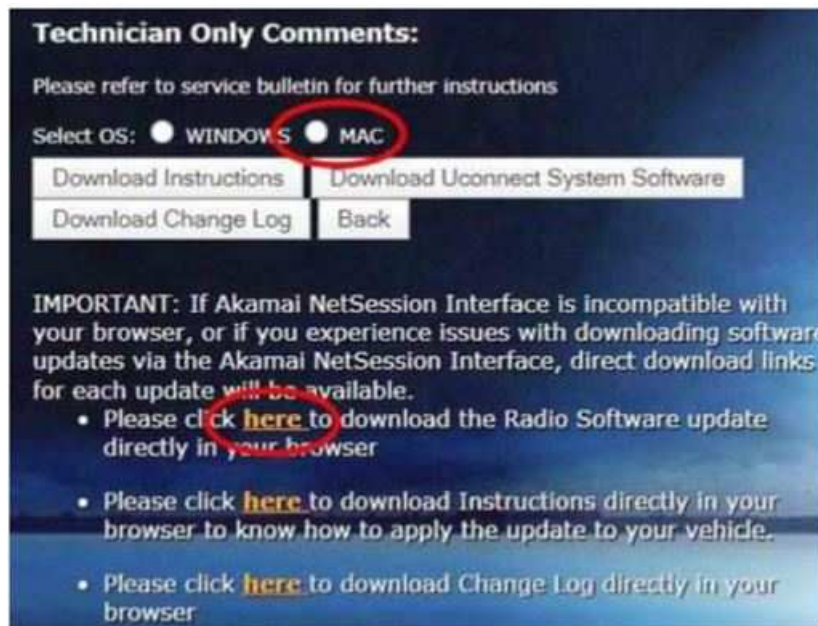 Technician Only Comments:
Please refer to service bulletin for further instructions
Select OS: WINDOWS MAC
Download Instructions Download Uconnect System Software
Download Change Log Back
IMPORTANT: If Akamai NetSession Interface is incompatible with
your browser, or if you experience issues with downloading software
updates via the Akamai NetSession Interface, direct download links
for each update will be available.
• Please click here to download the Radio Software update
directly in your browser
• Please click here to download Instructions directly in your
browser to know how to apply the update to your vehicle.
• Please click here to download Change Log directly in your
browser